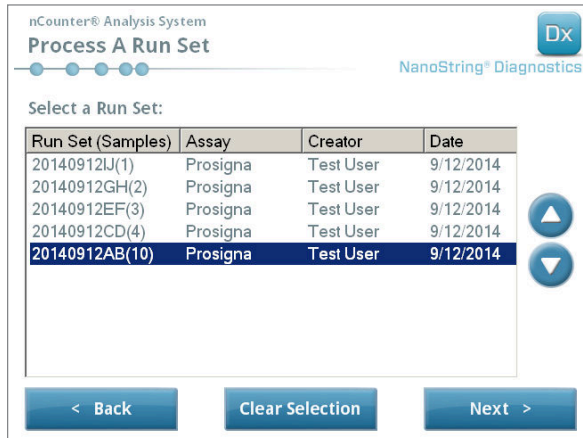 nCounter® Analysis System
Process A Run Set
Dx
NanoString® Diagnostics
Select a Run Set:
Run Set (Samples) Assay Creator Date
20140912IJ(1) Prosigna Test User 9/12/2014
20140912GH(2) Prosigna Test User 9/12/2014
20140912EF(3) Prosigna Test User 9/12/2014
20140912CD(4) Prosigna Test User 9/12/2014
20140912AB(10) Prosigna Test User 9/12/2014
< Back Clear Selection Next >